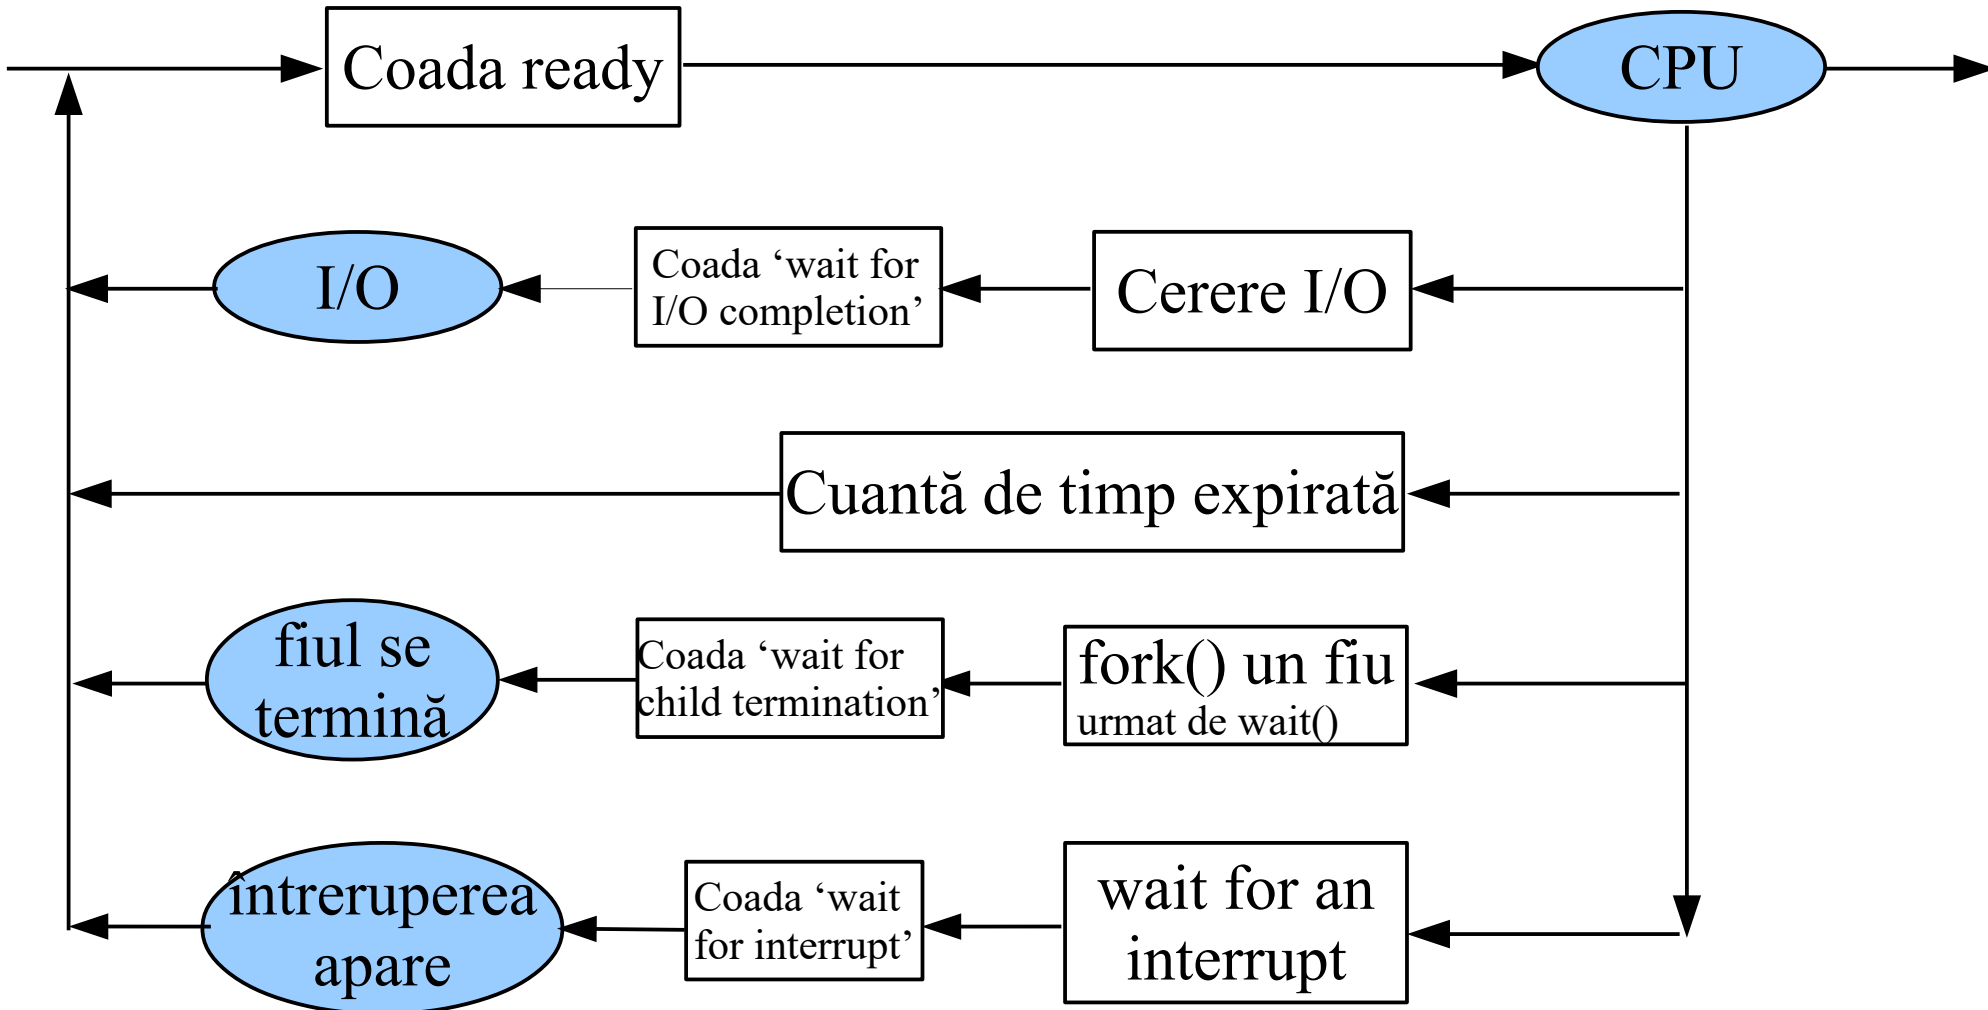 Coada ready
CPU
I/O
Coada ‘wait for
I/O completion’
Cerere I/O
Cuantă de timp expirată
fiul se
termină
Coada ‘wait for
child termination’
fork() un fiu
urmat de wait()
întreruperea
apare
Coada ‘wait
for interrupt’
wait for an
interrupt